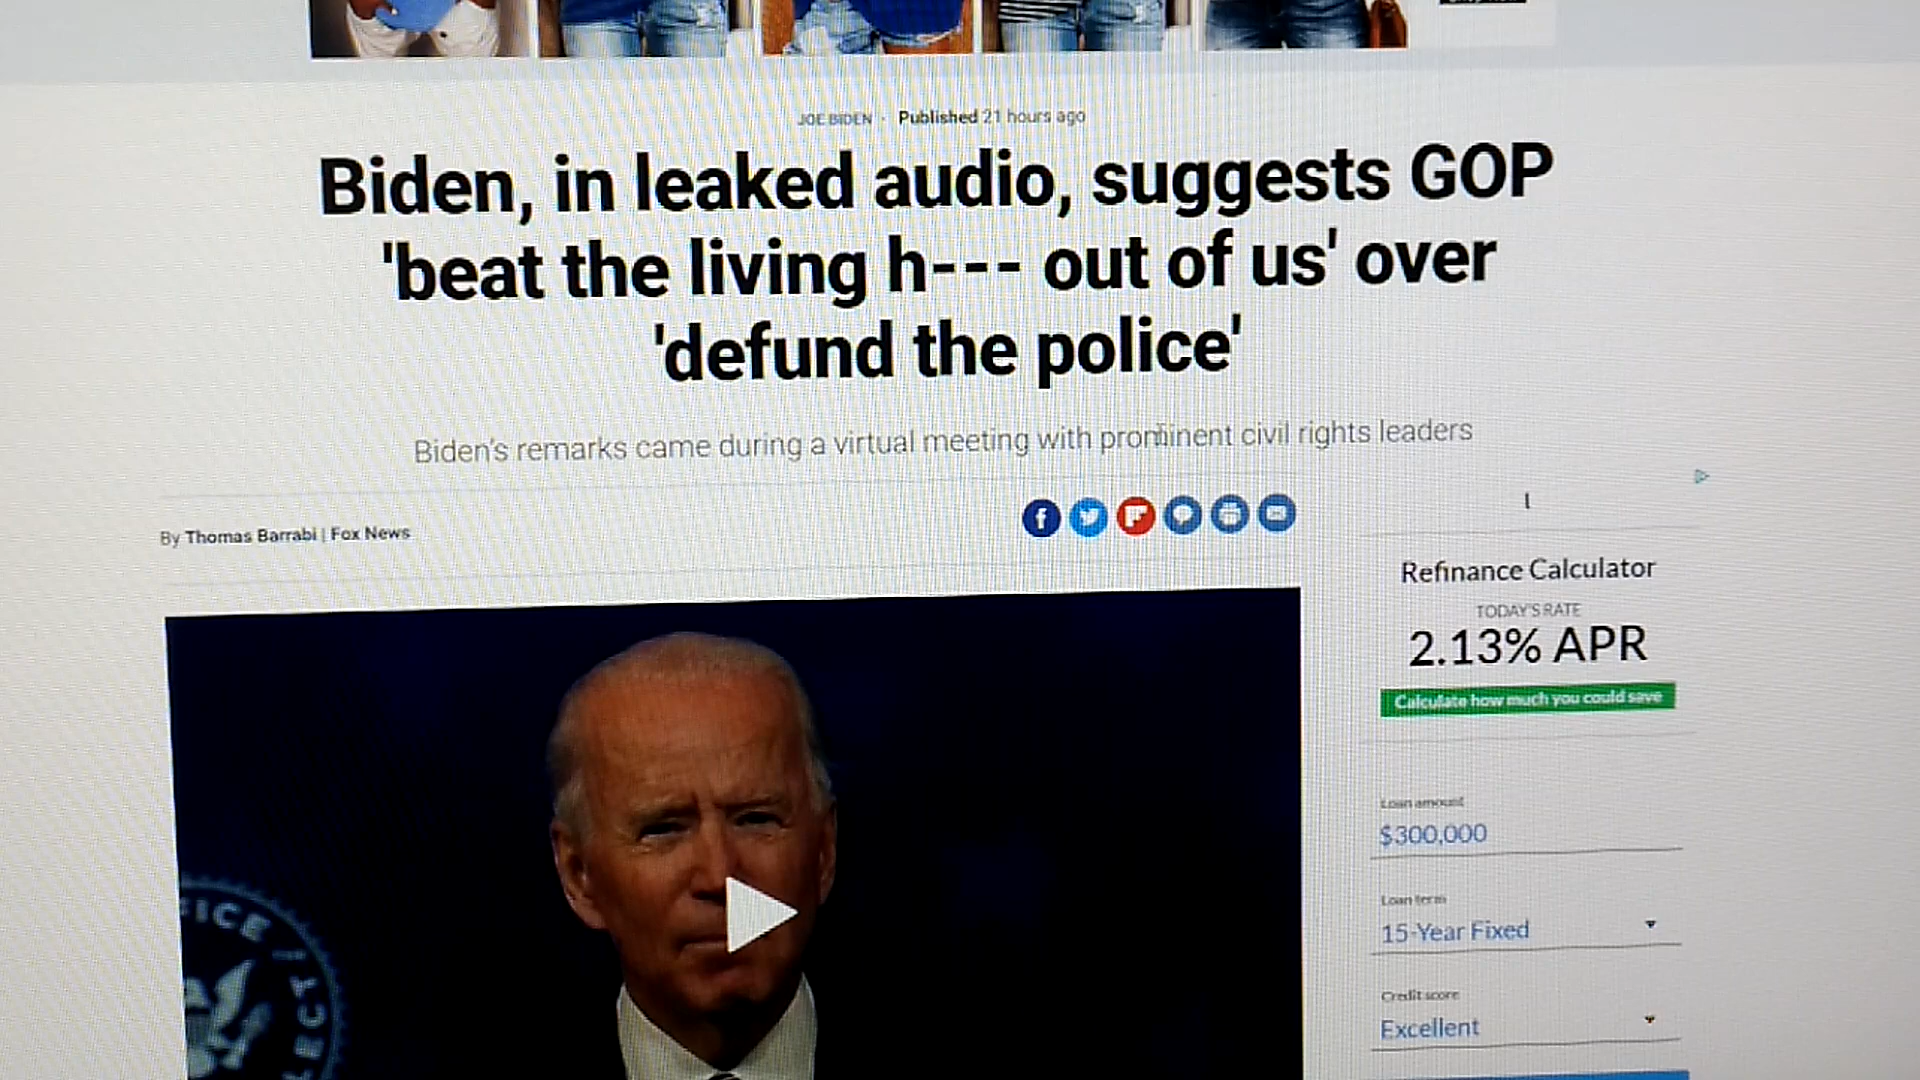 JOE BIDEN · Published 21 hours ago
Biden, in leaked audio, suggests GOP
'beat the living h--- out of us' over
'defund the police'
Biden's remarks came during a virtual meeting with prominent civil rights leaders
By Thomas Barrabi | Fox News
Refinance Calculator
TODAY'S RATE
2.13% APR
Calculate how much you could save
Loan amount
$300,000
Loan term
15-Year Fixed
Credit score
Excellent